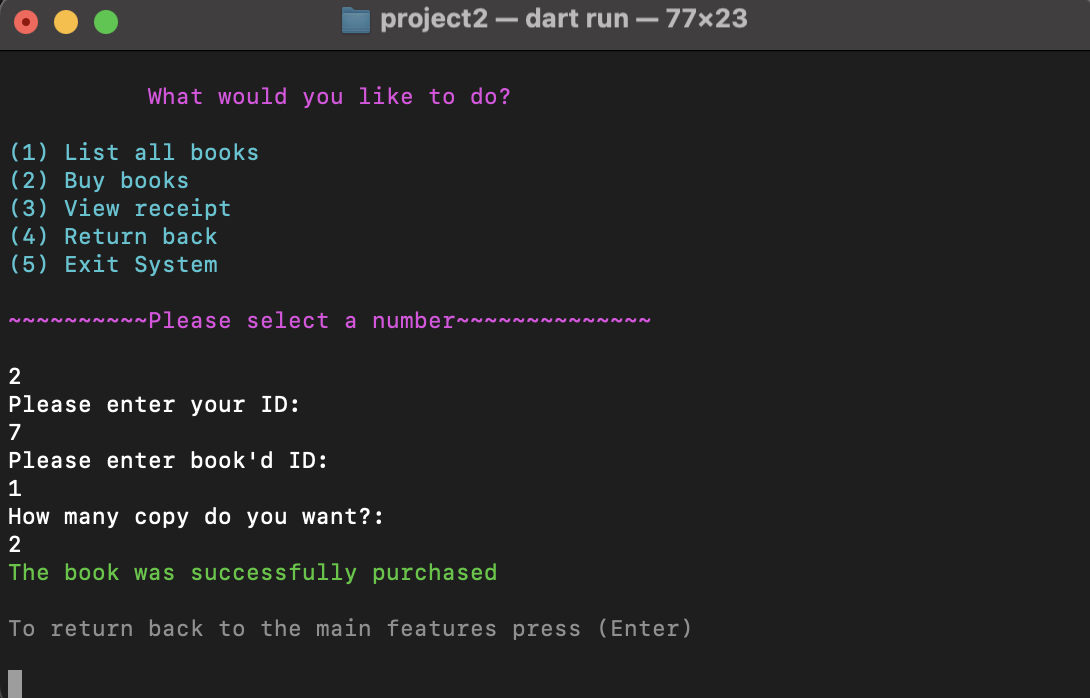 project2 — dart run — 77×23
What would you like to do?
(1) List all books
(2) Buy books
(3) View receipt
(4) Return back
(5) Exit System
~~~~~~~~~~Please select a number~~~~~~~~~~~~~~
2
Please enter your ID:
7
Please enter book'd ID:
1
How many copy do you want?:
2
The book was successfully purchased
To return back to the main features press (Enter)